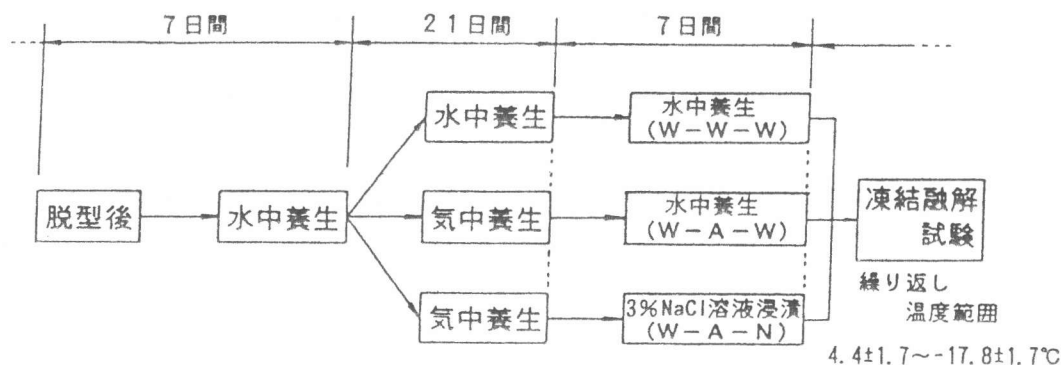 7日間
21日間
7日間
水中養生
水中養生
(W-W-W)
脱型後
水中養生
気中養生
水中養生
(W-A-W)
凍結融解
試験
気中養生
3%NaCl溶液浸漬
(W-A-N)
繰り返し
温度範囲
4.4±1.7~-17.8±1.7℃